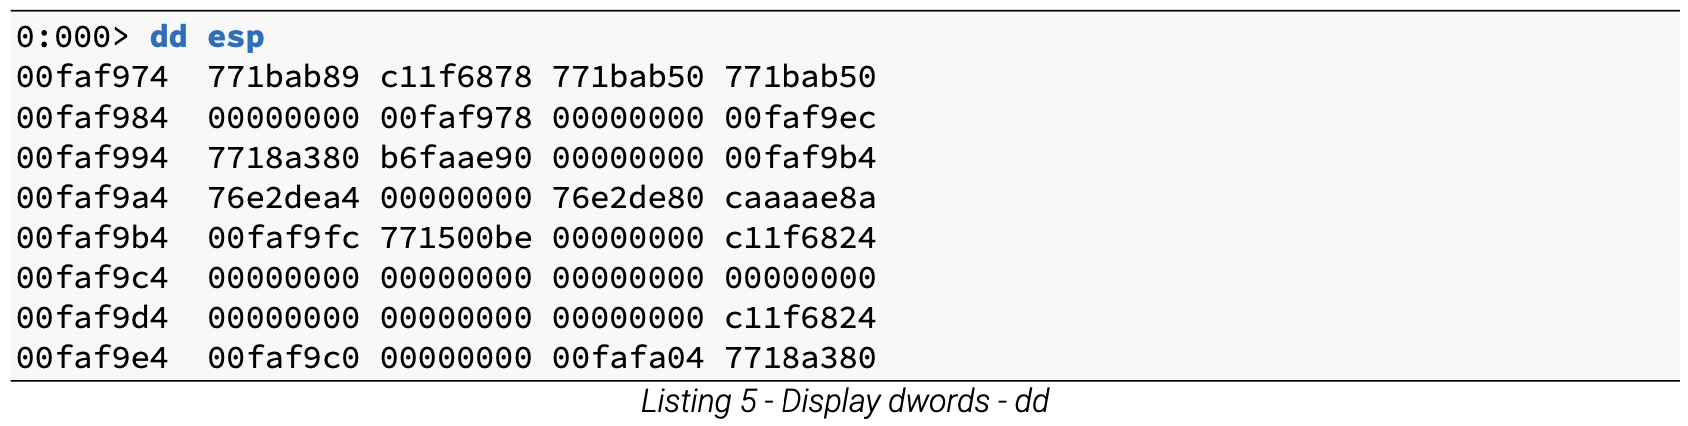 0:000> dd esp
00faf974  771bab89 c11f6878 771bab50 771bab50
00faf984  00000000 00faf978 00000000 00faf9ec
00faf994  7718a380 b6faae90 00000000 00faf9b4
00faf9a4  76e2dea4 00000000 76e2de80 caaaae8a
00faf9b4  00faf9fc 771500be 00000000 c11f6824
00faf9c4  00000000 00000000 00000000 00000000
00faf9d4  00000000 00000000 00000000 c11f6824
00faf9e4  00faf9c0 00000000 00fafa04 7718a380
Listing 5 - Display dwords - dd